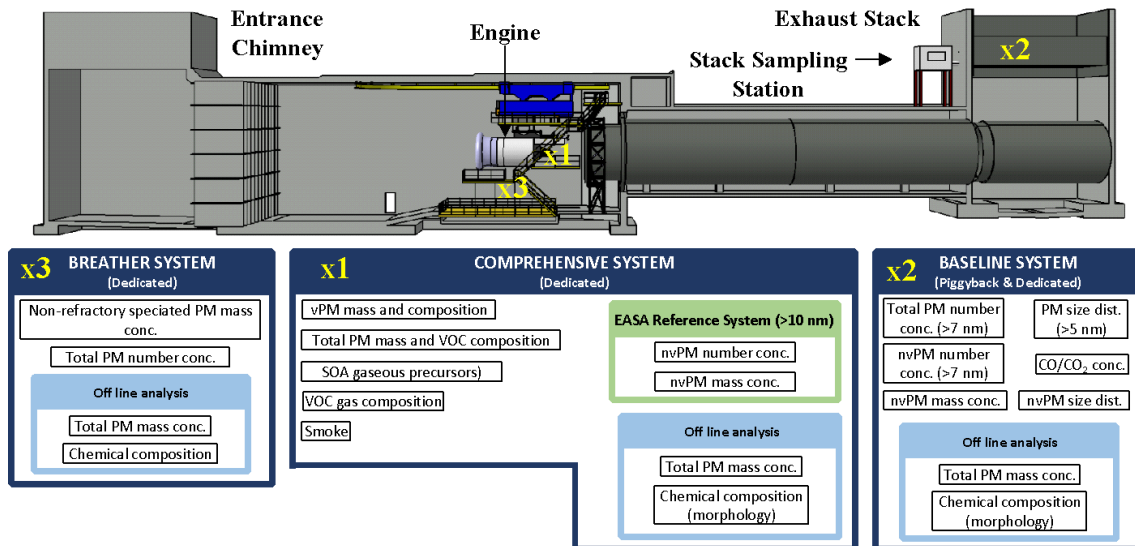 Entrance
Chimney
Engine
Exhaust Stack
Stack Sampling
Station
x2
x1
x3
x3
BREATHER SYSTEM
(Dedicated)
Non-refractory speciated PM mass
conc.
Total PM number conc.
Off line analysis
Total PM mass conc.
Chemical composition
x1
COMPREHENSIVE SYSTEM
(Dedicated)
vPM mass and composition
Total PM mass and VOC composition
SOA gaseous precursors)
VOC gas composition
Smoke
EASA Reference System (>10 nm)
nvPM number conc.
nvPM mass conc.
Off line analysis
Total PM mass conc.
Chemical composition
(morphology)
x2
BASELINE SYSTEM
(Piggyback & Dedicated)
Total PM number
conc. (>7 nm)
PM size dist.
(>5 nm)
nvPM number
conc. (>7 nm)
CO/CO₂ conc.
nvPM mass conc.
nvPM size dist.
Off line analysis
Total PM mass conc.
Chemical composition
(morphology)